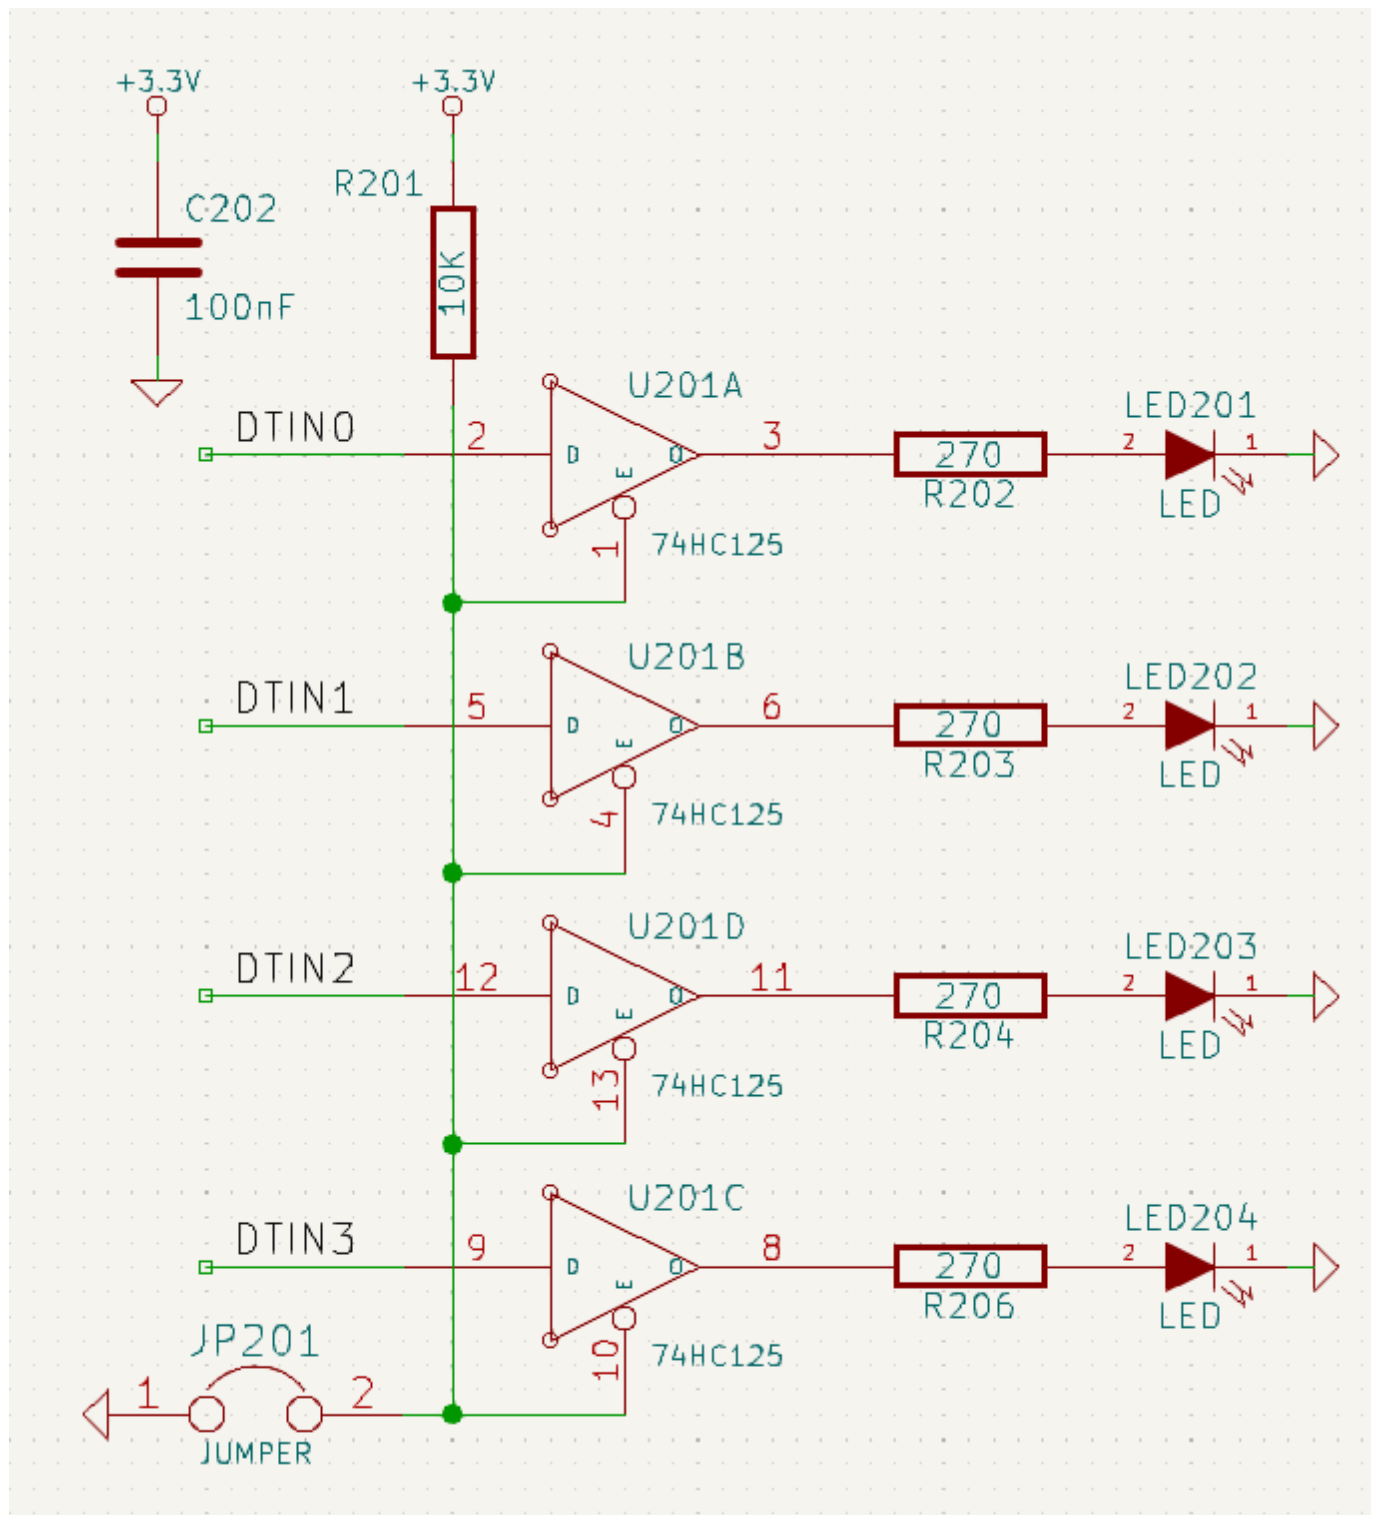 +3.3V
+3.3V
R201
C202
10K
100nF
U201A
LED201
DTIN0
2
D
O
E
3
270
2
1
R202
LED
1
74HC125
U201B
LED202
DTIN1
5
D
O
E
6
270
2
1
R203
LED
4
74HC125
U201D
LED203
DTIN2
12
D
O
E
11
270
2
1
R204
LED
13
74HC125
U201C
LED204
DTIN3
9
D
O
E
8
270
2
1
R206
LED
10
74HC125
JP201
1
2
JUMPER